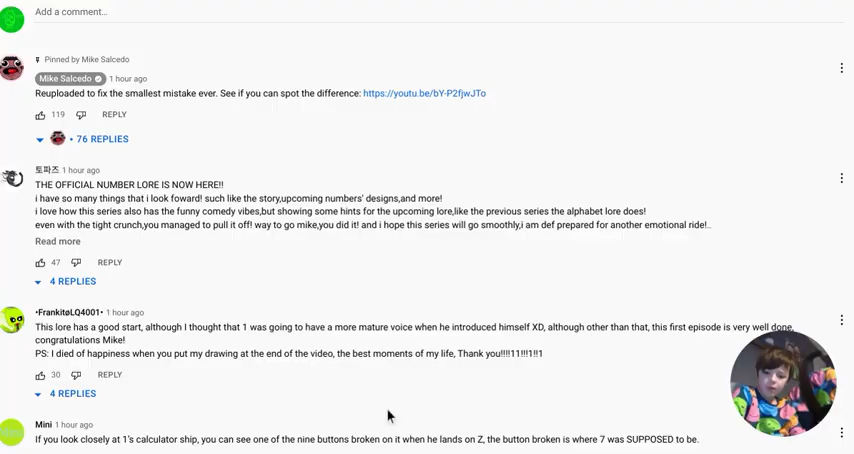 Add a comment...
Pinned by Mike Salcedo
Mike Salcedo 1 hour ago
Reuploaded to fix the smallest mistake ever. See if you can spot the difference: https://youtu.be/bY-P2fjwJTo
119 REPLY
• 76 REPLIES
토파즈 1 hour ago
THE OFFICIAL NUMBER LORE IS NOW HERE!!
i have so many things that i look foward! such like the story,upcoming numbers' designs,and more!
i love how this series also has the funny comedy vibes,but showing some hints for the upcoming lore,like the previous series the alphabet lore does!
even with the tight crunch,you managed to pull it off! way to go mike,you did it! and i hope this series will go smoothly,i am def prepared for another emotional ride!..
Read more
47 REPLY
4 REPLIES
•FrankitøLQ4001• 1 hour ago
This lore has a good start, although I thought that 1 was going to have a more mature voice when he introduced himself XD, although other than that, this first episode is very well done,
congratulations Mike!
PS: I died of happiness when you put my drawing at the end of the video, the best moments of my life, Thank you!!!!11!!!1!!1
30 REPLY
4 REPLIES
Mini 1 hour ago
If you look closely at 1's calculator ship, you can see one of the nine buttons broken on it when he lands on Z, the button broken is where 7 was SUPPOSED to be.